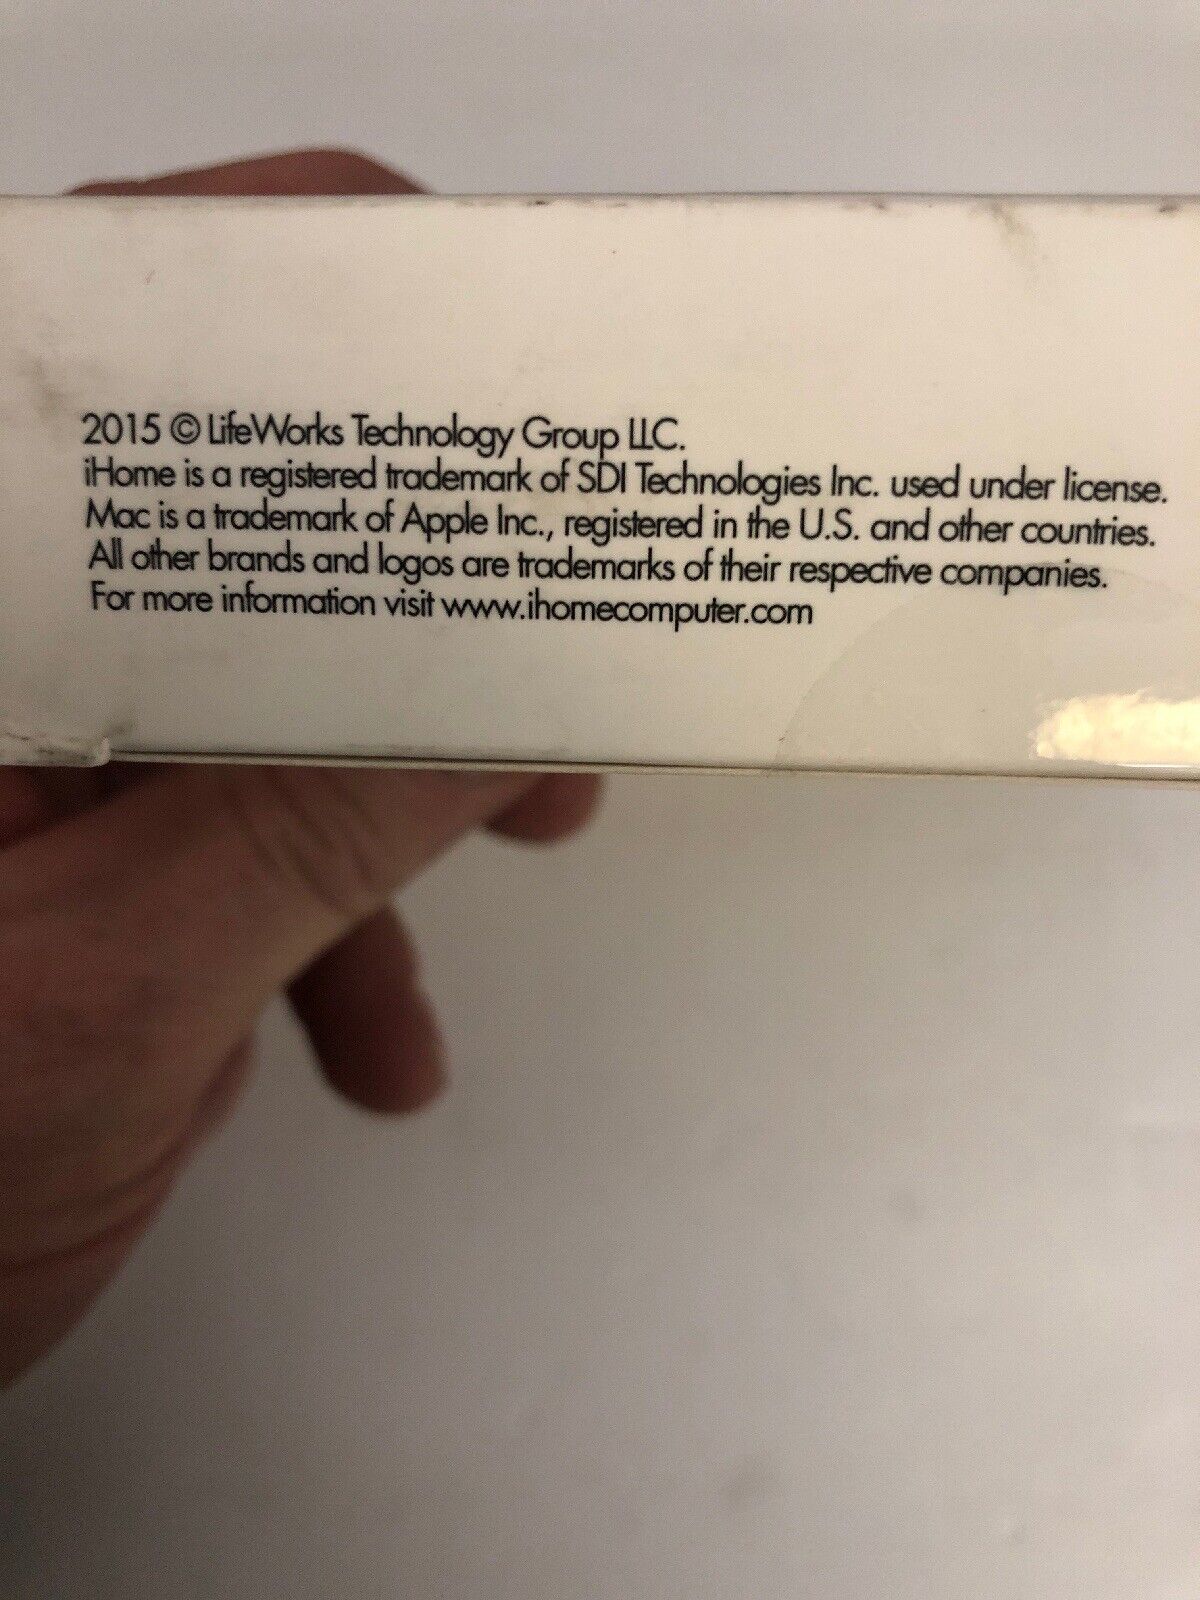 2015 © LifeWorks Technology Group LLC.
iHome is a registered trademark of SDI Technologies Inc. used under license.
Mac is a trademark of Apple Inc., registered in the U.S. and other countries.
All other brands and logos are trademarks of their respective companies.
For more information visit www.ihomecomputer.com